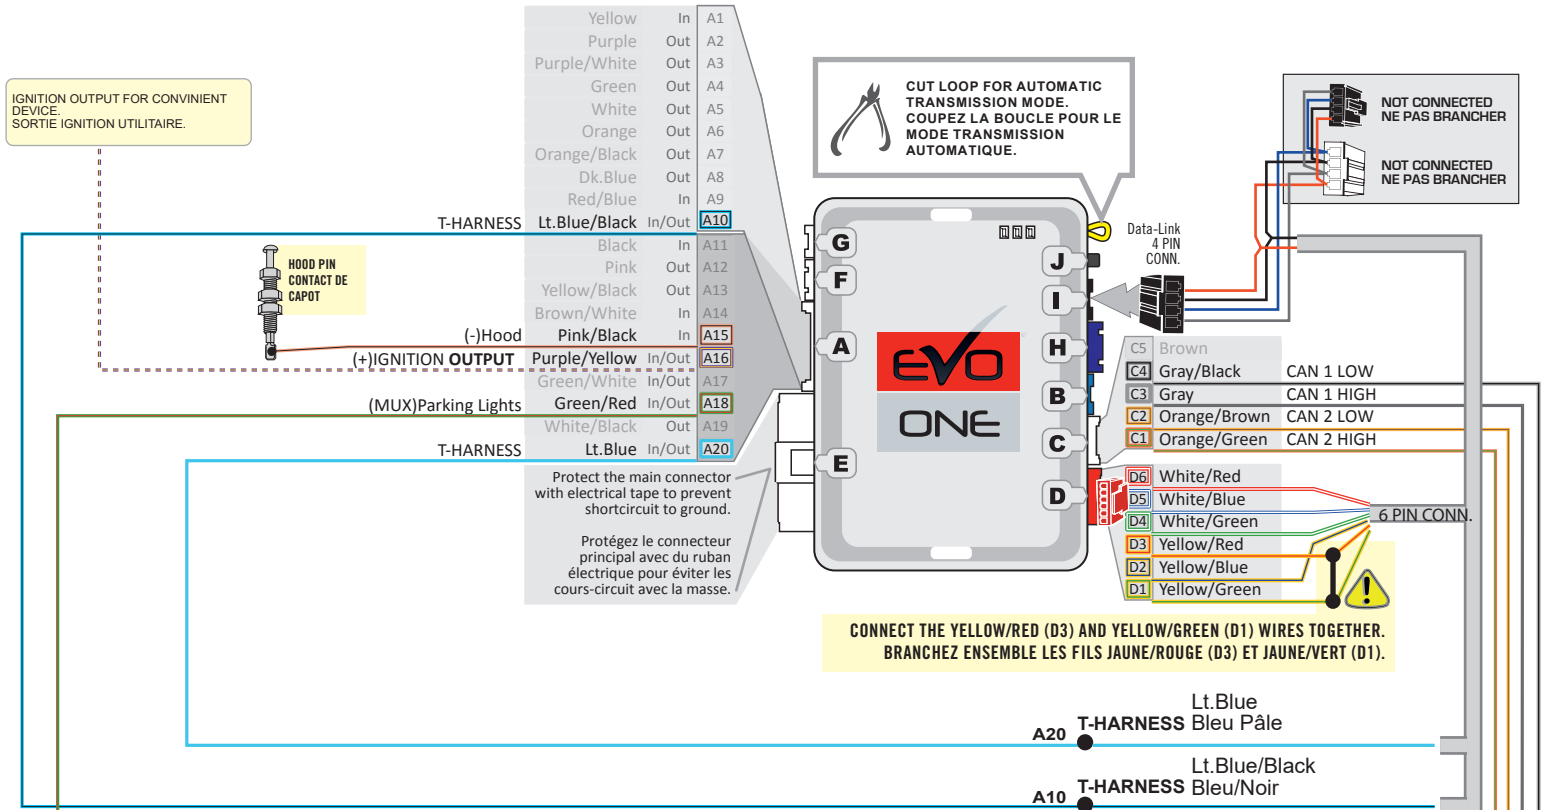 IGNITION OUTPUT FOR CONVINIENT
DEVICE.
SORTIE IGNITION UTILITAIRE.
Yellow In A1
Purple Out A2
Purple/White Out A3
Green Out A4
White Out A5
Orange Out A6
Orange/Black Out A7
Dk.Blue Out A8
Red/Blue In A9
T-HARNESS Lt.Blue/Black In/Out A10
Black In A11
Pink Out A12
Yellow/Black Out A13
Brown/White In A14
(-)Hood Pink/Black In A15
(+)IGNITION OUTPUT Purple/Yellow In/Out A16
Green/White In/Out A17
(MUX)Parking Lights Green/Red In/Out A18
White/Black Out A19
T-HARNESS Lt.Blue In/Out A20
HOOD PIN
CONTACT DE
CAPOT
Protect the main connector
with electrical tape to prevent
shortcircuit to ground.
Protégez le connecteur
principal avec du ruban
électrique pour éviter les
cours-circuit avec la masse.
CUT LOOP FOR AUTOMATIC
TRANSMISSION MODE.
COUPEZ LA BOUCLE POUR LE
MODE TRANSMISSION
AUTOMATIQUE.
G
F
A
E
EVO
ONE
J
I
H
B
C
D
Data-Link
4 PIN
CONN.
NOT CONNECTED
NE PAS BRANCHER
NOT CONNECTED
NE PAS BRANCHER
C5 Brown
C4 Gray/Black CAN 1 LOW
C3 Gray CAN 1 HIGH
C2 Orange/Brown CAN 2 LOW
C1 Orange/Green CAN 2 HIGH
D6 White/Red
D5 White/Blue
D4 White/Green
D3 Yellow/Red
D2 Yellow/Blue
D1 Yellow/Green
6 PIN CONN.
CONNECT THE YELLOW/RED (D3) AND YELLOW/GREEN (D1) WIRES TOGETHER.
BRANCHEZ ENSEMBLE LES FILS JAUNE/ROUGE (D3) ET JAUNE/VERT (D1).
Lt.Blue
A20 T-HARNESS Bleu Pâle
Lt.Blue/Black
A10 T-HARNESS Bleu/Noir